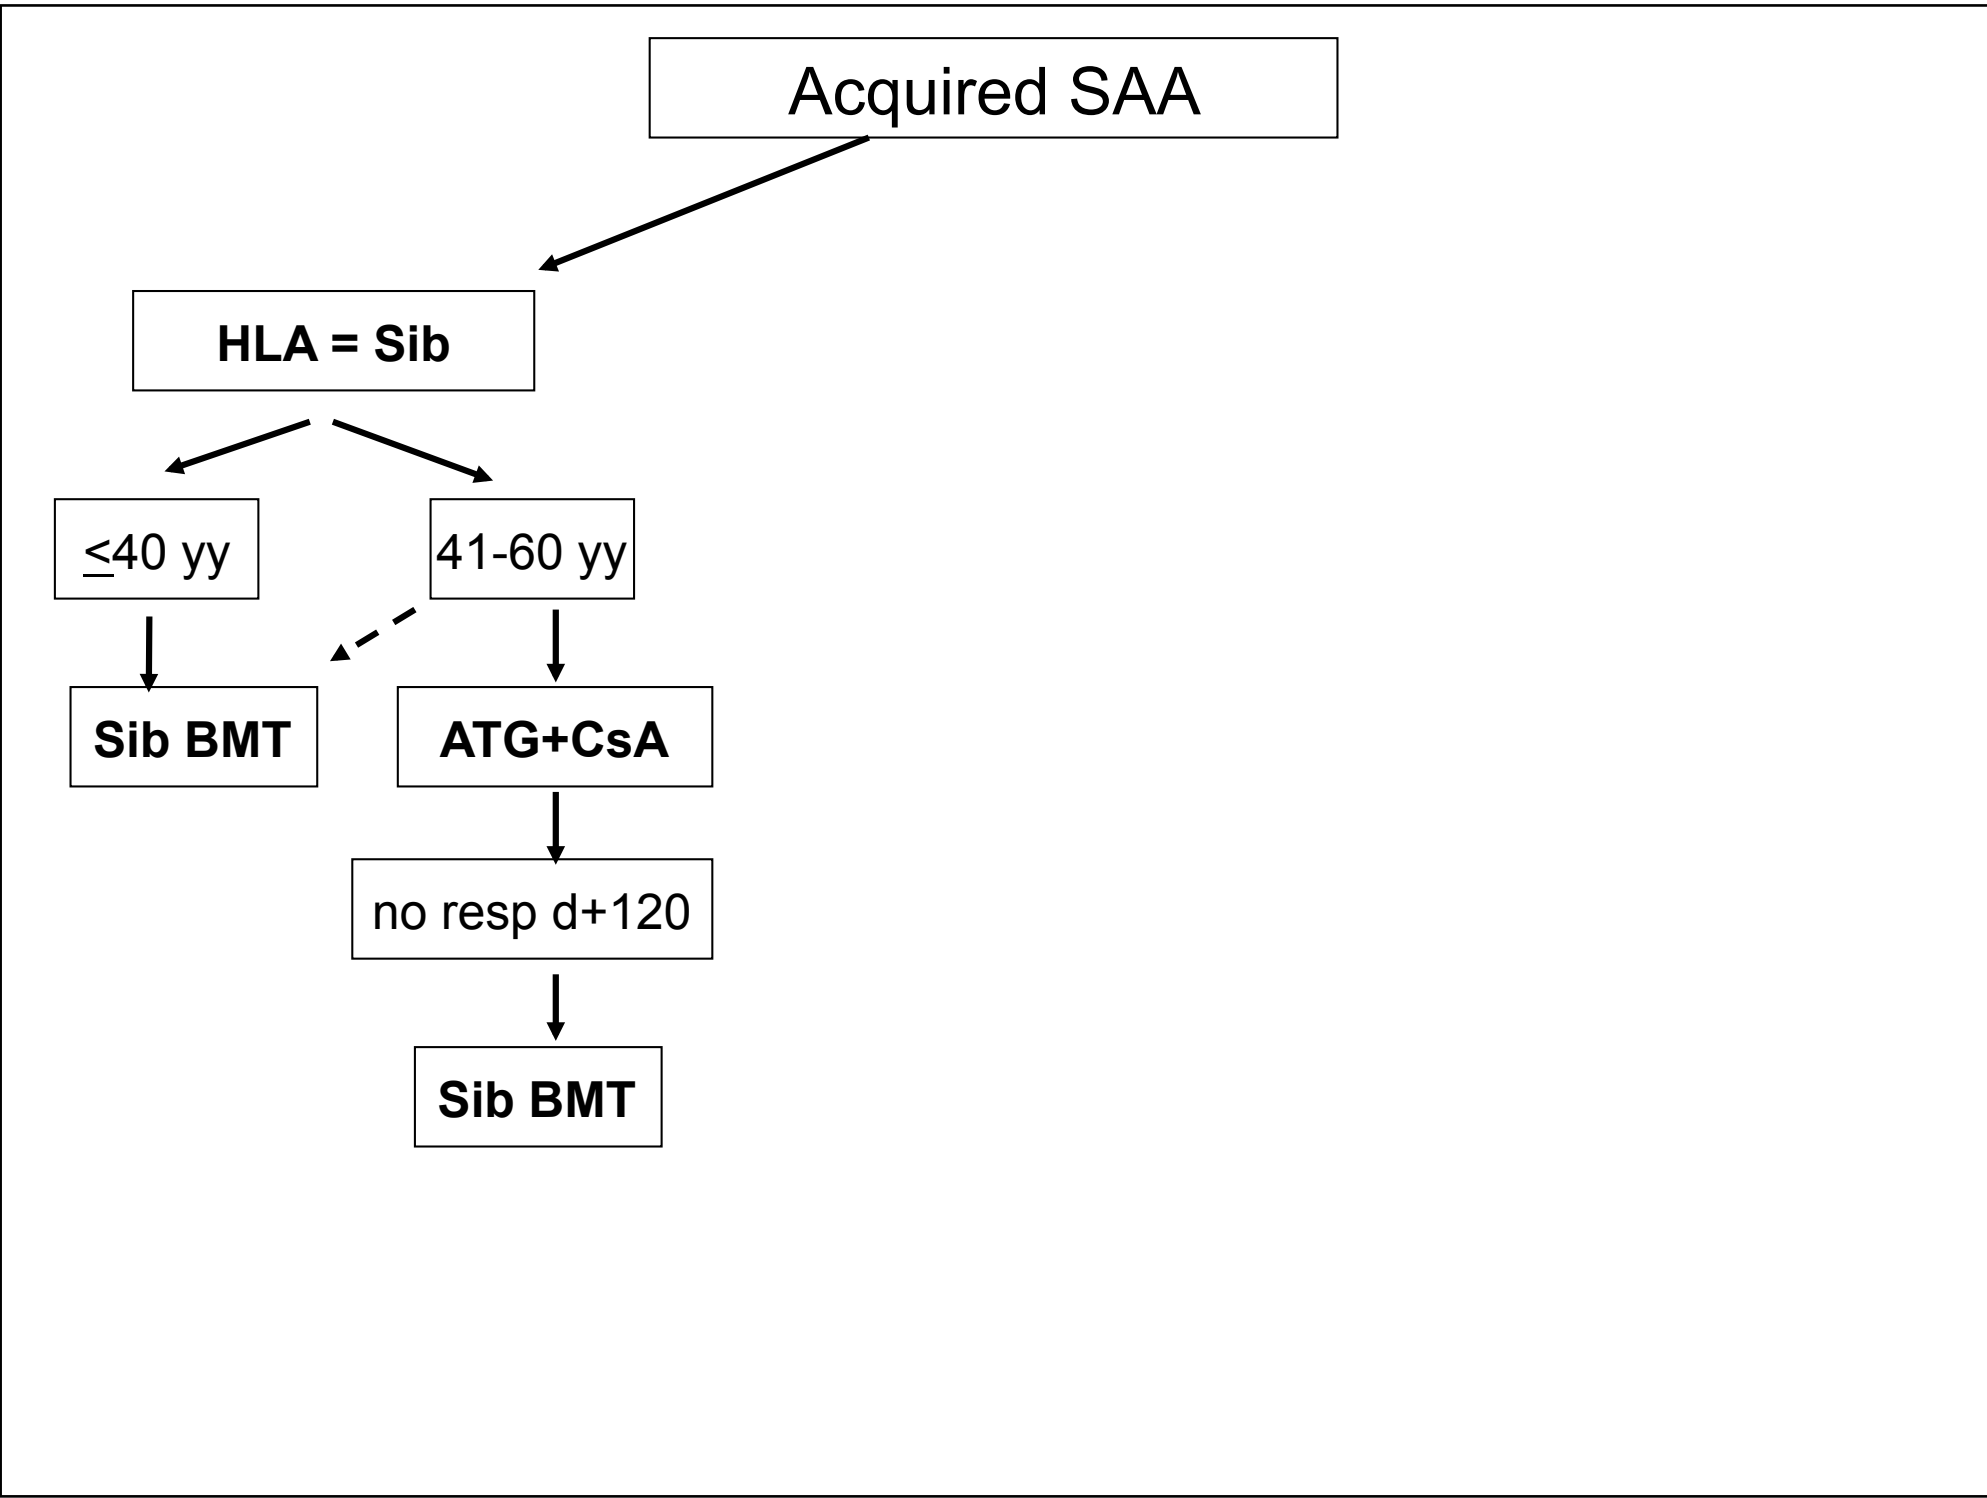 Acquired SAA
HLA = Sib
<40 yy
41-60 yy
Sib BMT
ATG+CsA
no resp d+120
Sib BMT